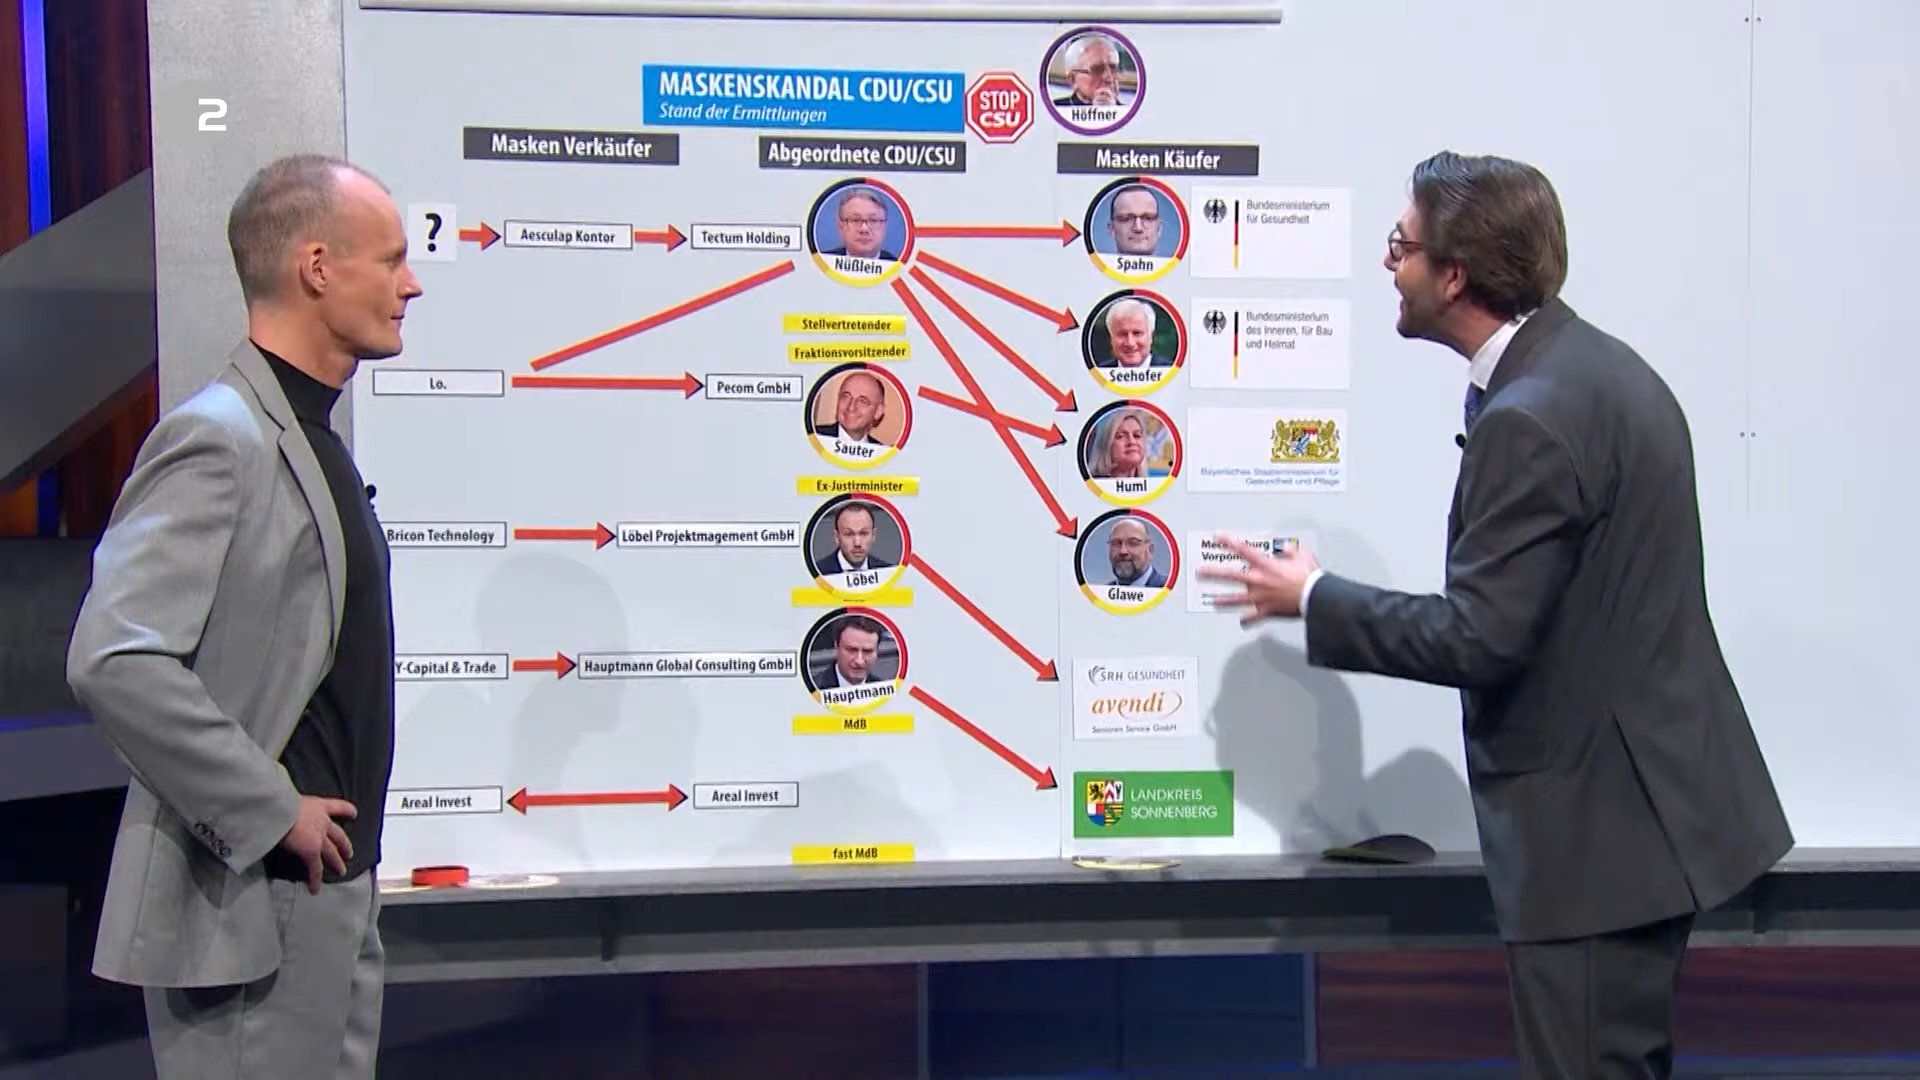 2
MASKENSKANDAL CDU/CSU
Stand der Ermittlungen
STOP
CSU
Höffner
Masken Verkäufer
Abgeordnete CDU/CSU
Masken Käufer
?
Aesculap Kontor
Tectum Holding
Nüßlein
Spahn
Bundesministerium
für Gesundheit
Stellvertretender
Fraktionsvorsitzender
Seehofer
Bundesministerium
des Inneren, für Bau
und Heimat
Lo.
Pecom GmbH
Sauter
Huml
Bayerisches Staatsministerium für
Gesundheit und Pflege
Ex-Justizminister
Bricon Technology
Löbel Projektmagement GmbH
Löbel
Glawe
Y-Capital & Trade
Hauptmann Global Consulting GmbH
Hauptmann
MdB
SRH GESUNDHEIT
avendi
Senioren Service GmbH
Areal Invest
Areal Invest
LANDKREIS
SONNENBERG
fast MdB